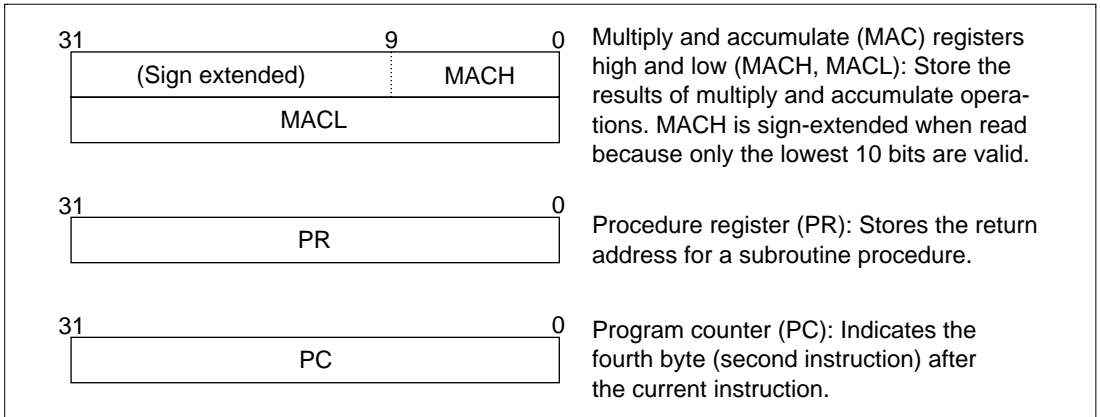 31 9 0
(Sign extended) MACH
MACL
Multiply and accumulate (MAC) registers
high and low (MACH, MACL): Store the
results of multiply and accumulate opera-
tions. MACH is sign-extended when read
because only the lowest 10 bits are valid.
31 0
PR
Procedure register (PR): Stores the return
address for a subroutine procedure.
31 0
PC
Program counter (PC): Indicates the
fourth byte (second instruction) after
the current instruction.